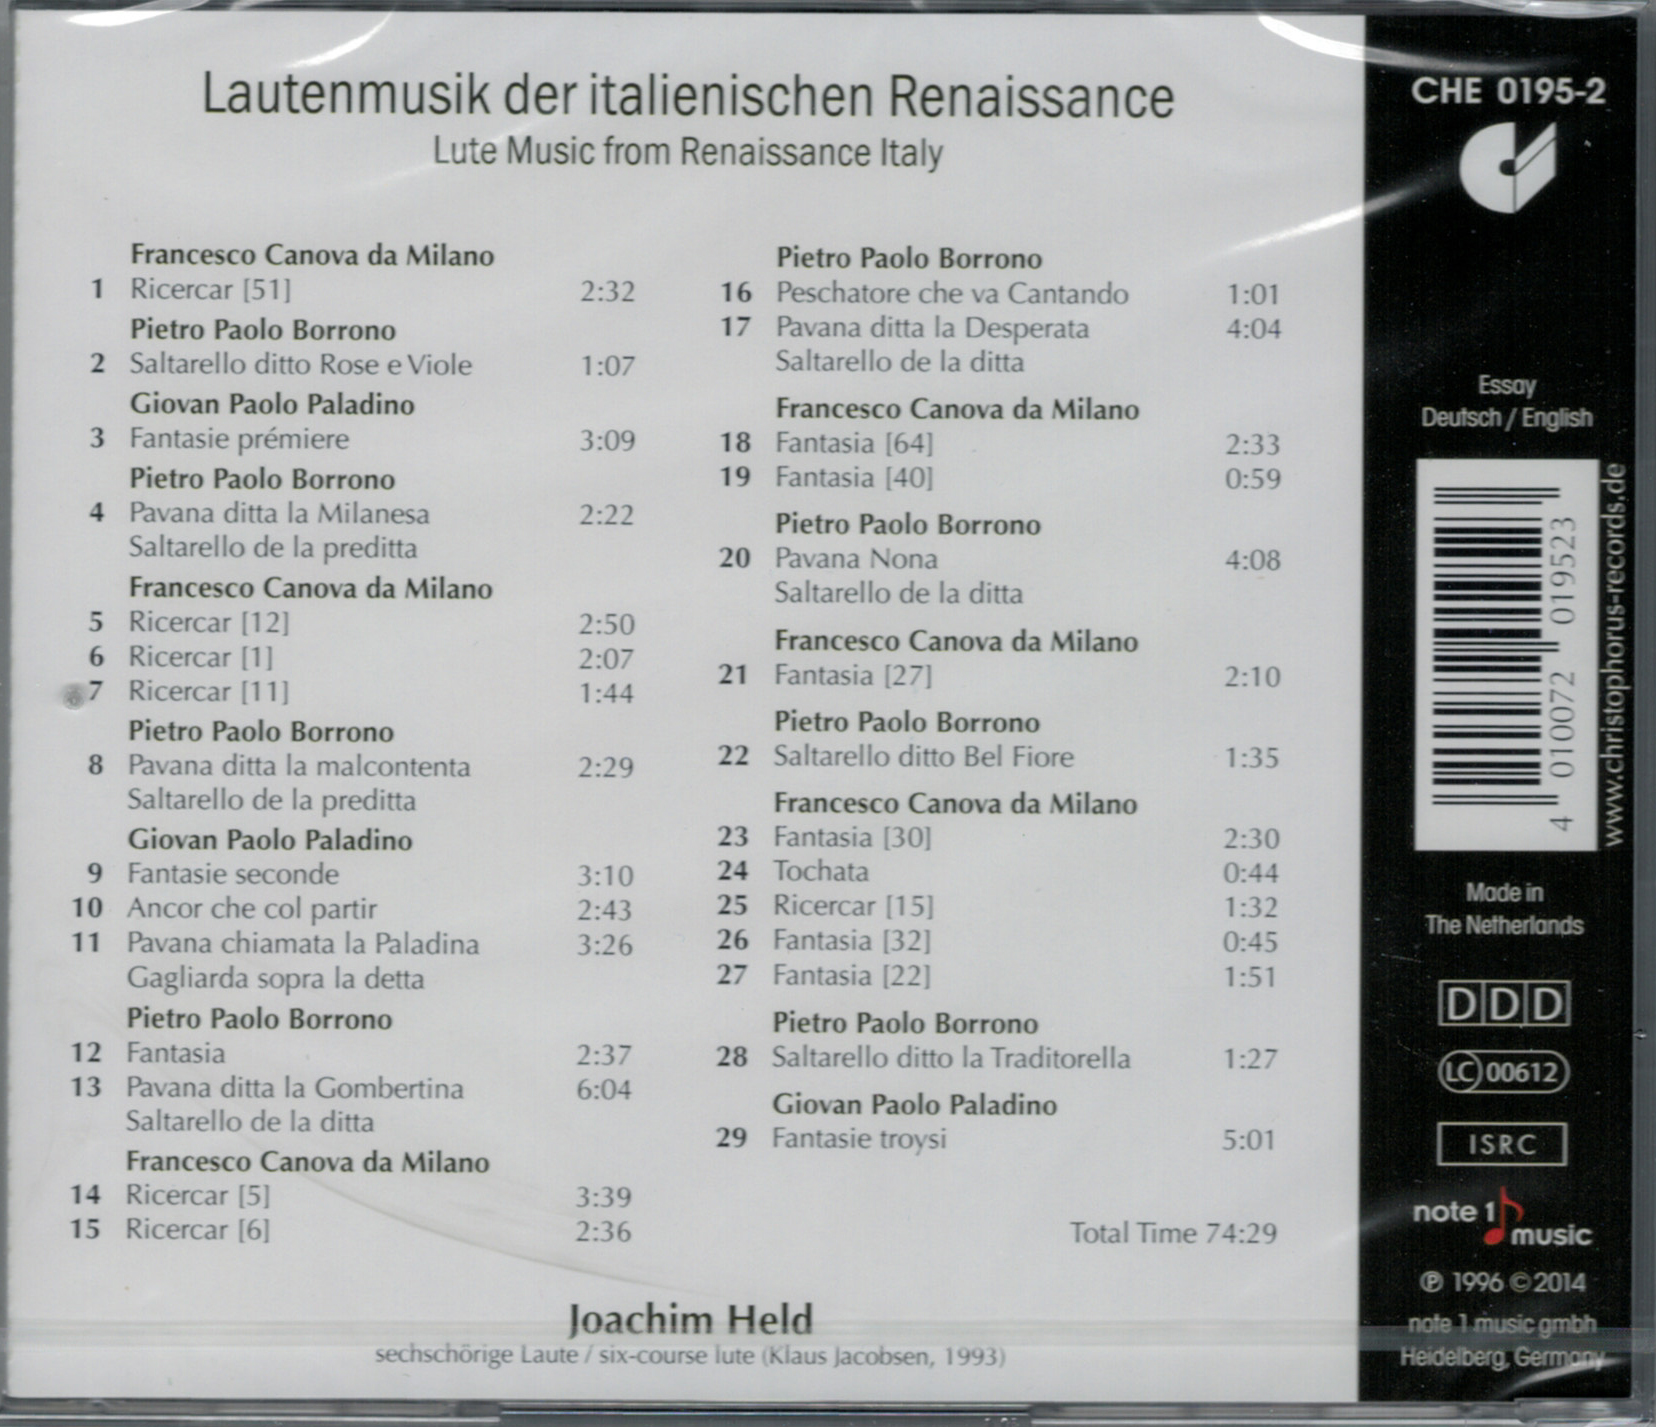 Lautenmusik der italienischen Renaissance
Lute Music from Renaissance Italy
Francesco Canova da Milano
1 Ricercar [51] 2:32
Pietro Paolo Borrono
2 Saltarello ditto Rose e Viole 1:07
Giovan Paolo Paladino
3 Fantasie prémiere 3:09
Pietro Paolo Borrono
4 Pavana ditta la Milanesa 2:22
Saltarello de la preditta
Francesco Canova da Milano
5 Ricercar [12] 2:50
6 Ricercar [1] 2:07
7 Ricercar [11] 1:44
Pietro Paolo Borrono
8 Pavana ditta la malcontenta 2:29
Saltarello de la preditta
Giovan Paolo Paladino
9 Fantasie seconde 3:10
10 Ancor che col partir 2:43
11 Pavana chiamata la Paladina 3:26
Gagliarda sopra la detta
Pietro Paolo Borrono
12 Fantasia 2:37
13 Pavana ditta la Gombertina 6:04
Saltarello de la ditta
Francesco Canova da Milano
14 Ricercar [5] 3:39
15 Ricercar [6] 2:36
Pietro Paolo Borrono
16 Peschatore che va Cantando 1:01
17 Pavana ditta la Desperata 4:04
Saltarello de la ditta
Francesco Canova da Milano
18 Fantasia [64] 2:33
19 Fantasia [40] 0:59
Pietro Paolo Borrono
20 Pavana Nona 4:08
Saltarello de la ditta
Francesco Canova da Milano
21 Fantasia [27] 2:10
Pietro Paolo Borrono
22 Saltarello ditto Bel Fiore 1:35
Francesco Canova da Milano
23 Fantasia [30] 2:30
24 Tochata 0:44
25 Ricercar [15] 1:32
26 Fantasia [32] 0:45
27 Fantasia [22] 1:51
Pietro Paolo Borrono
28 Saltarello ditto la Traditorella 1:27
Giovan Paolo Paladino
29 Fantasie troysi 5:01
Total Time 74:29
Joachim Held
sechschörige Laute / six-course lute (Klaus Jacobsen, 1993)
CHE 0195-2
Essay
Deutsch / English
4 010072 019523
www.christophorus-records.de
Made in
The Netherlands
DDD
LC 00612
ISRC
note 1
music
℗ 1996 © 2014
note 1 music gmbh
Heidelberg, Germany